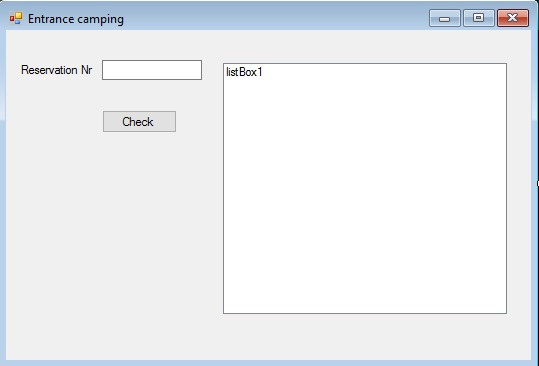 Entrance camping
Reservation Nr
listBox1
Check